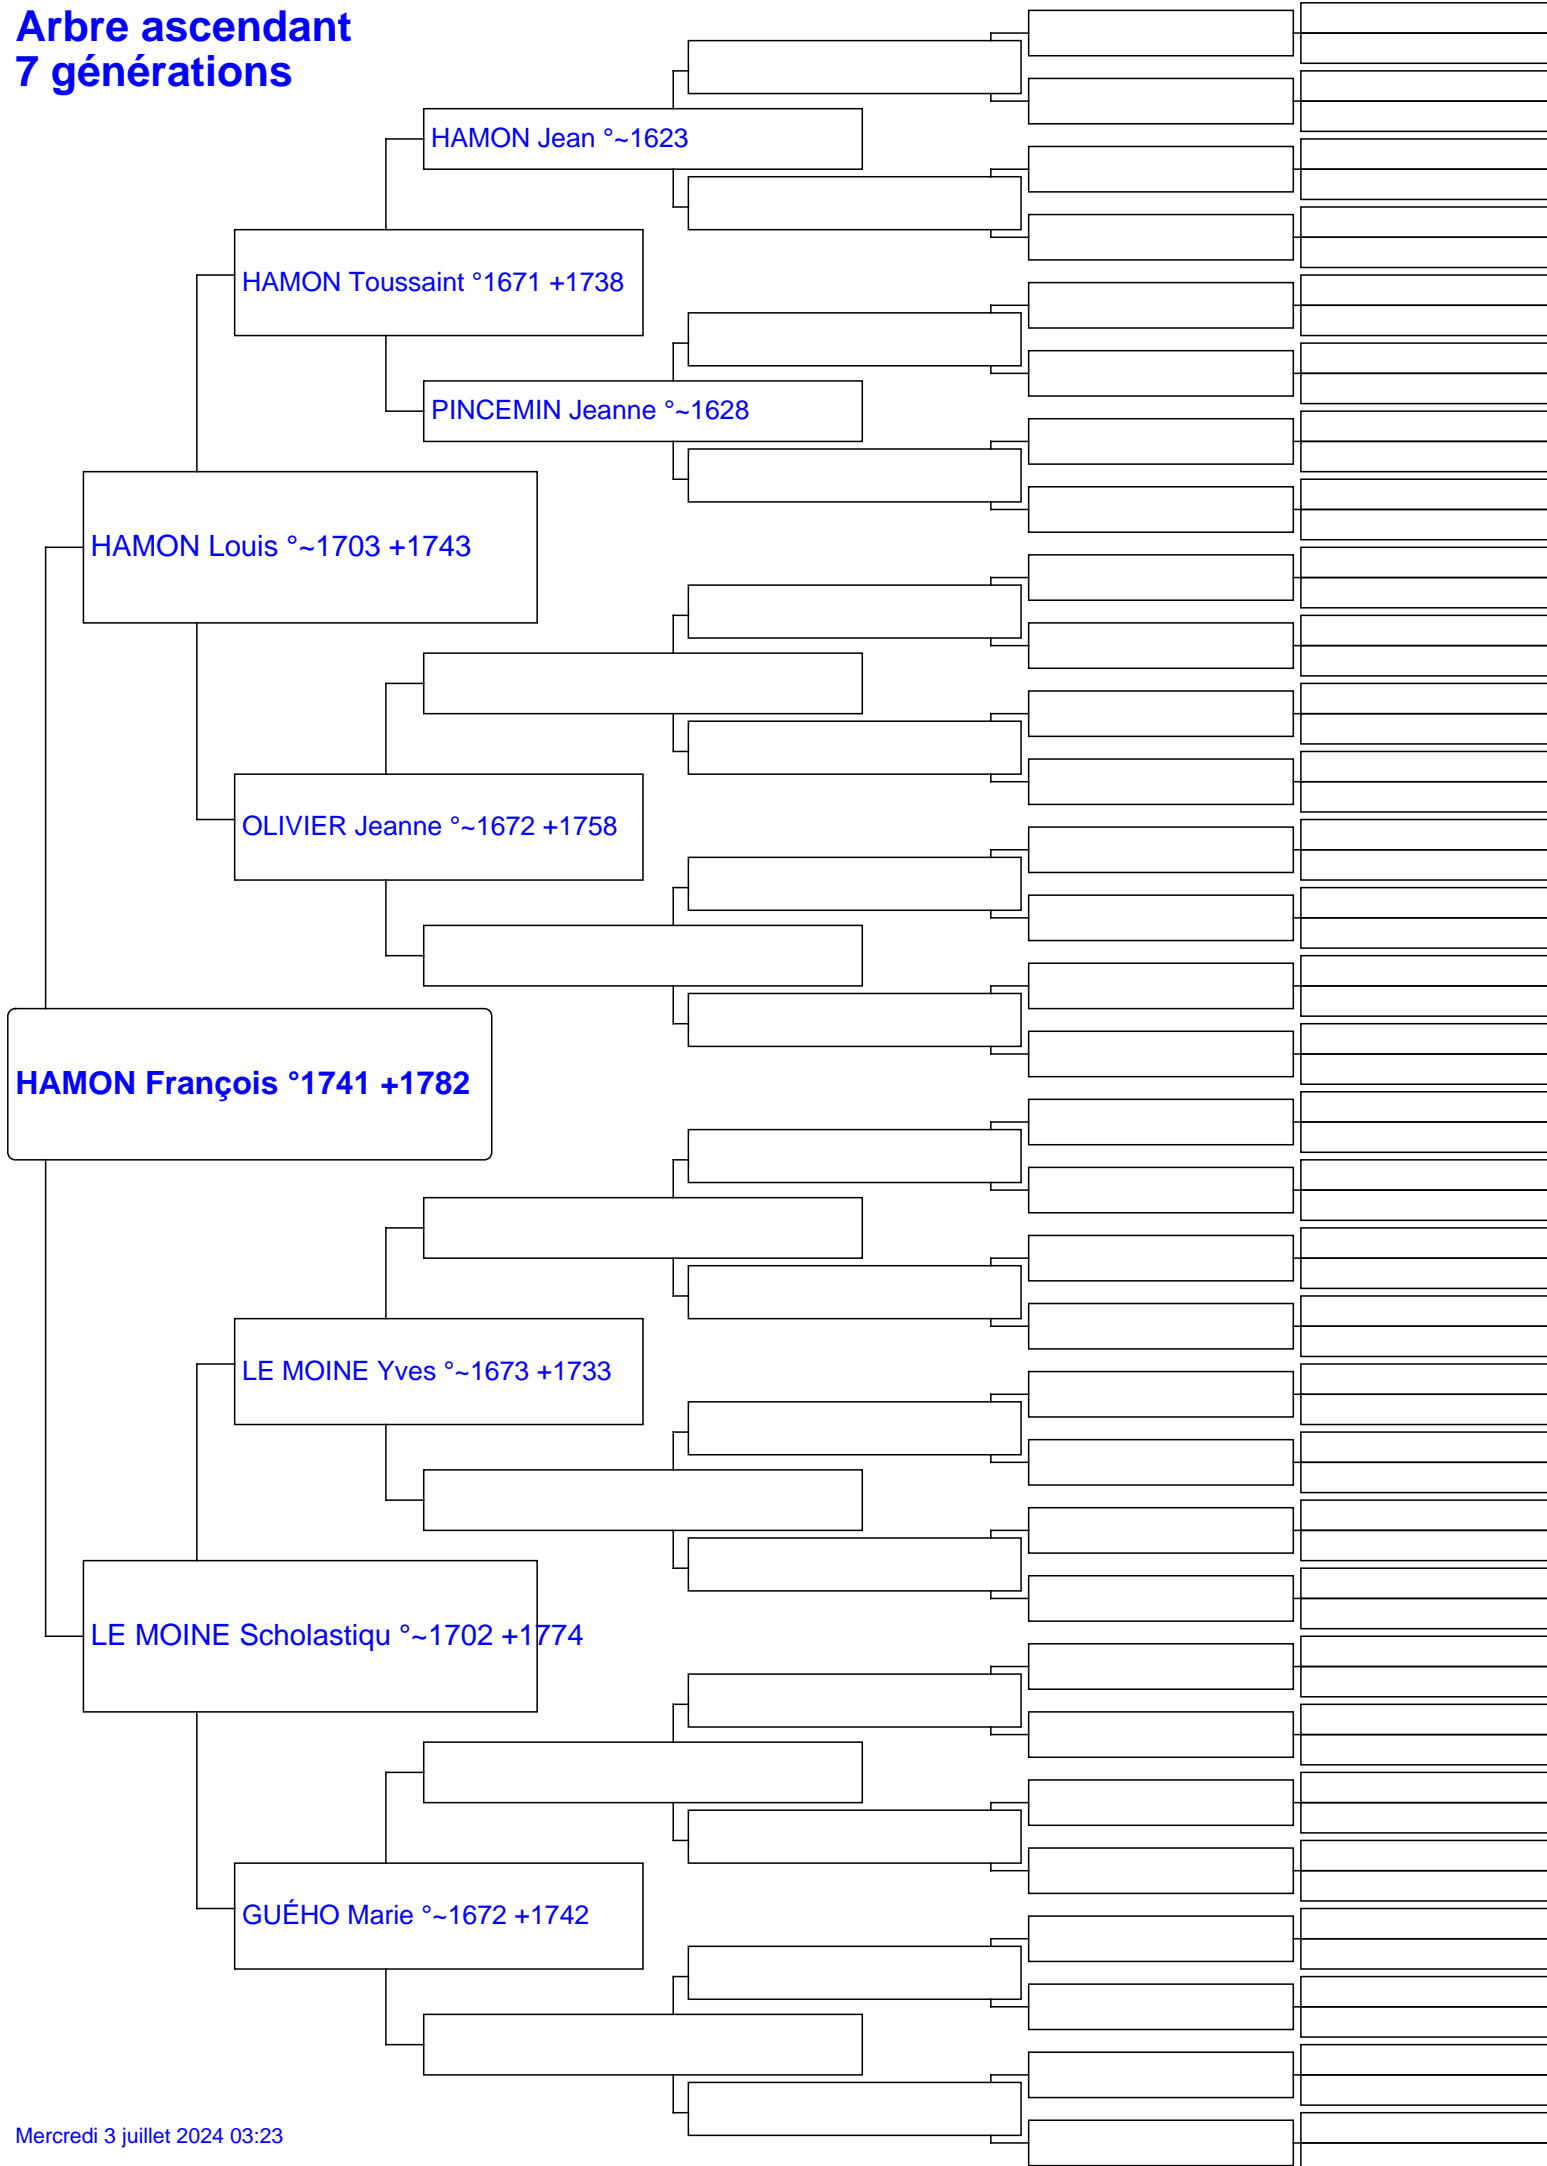 Arbre ascendant
7 générations
HAMON Jean °~1623
HAMON Toussaint °1671 +1738
PINCEMIN Jeanne °~1628
HAMON Louis °~1703 +1743
OLIVIER Jeanne °~1672 +1758
HAMON François °1741 +1782
LE MOINE Yves °~1673 +1733
LE MOINE Scholastiqu °~1702 +1774
GUÉHO Marie °~1672 +1742
Mercredi 3 juillet 2024 03:23